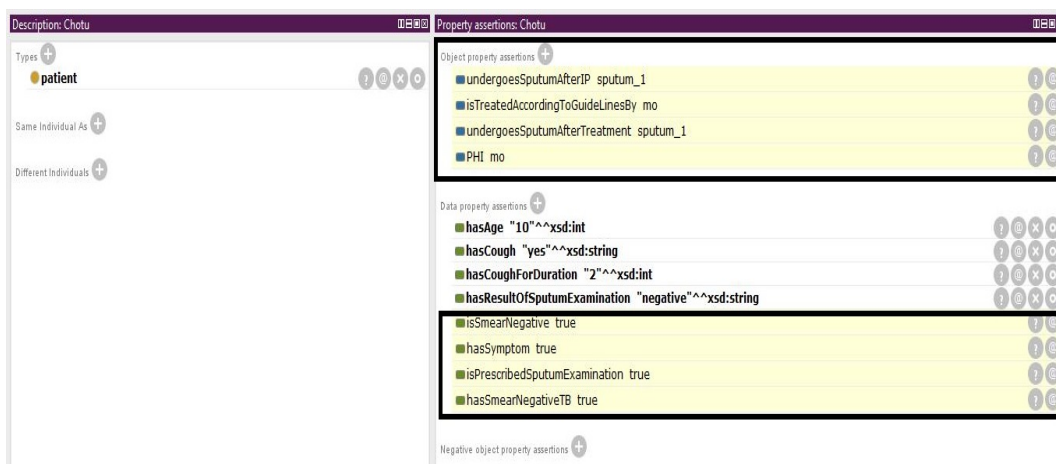 Description: Chotu
Types
patient
Same Individual As
Different Individuals
Property assertions: Chotu
Object property assertions
undergoesSputumAfterIP sputum_1
isTreatedAccordingToGuideLinesBy mo
undergoesSputumAfterTreatment sputum_1
PHI mo
Data property assertions
hasAge "10"^^xsd:int
hasCough "yes"^^xsd:string
hasCoughForDuration "2"^^xsd:int
hasResultOfSputumExamination "negative"^^xsd:string
isSmearNegative true
hasSymptom true
isPrescribedSputumExamination true
hasSmearNegativeTB true
Negative object property assertions